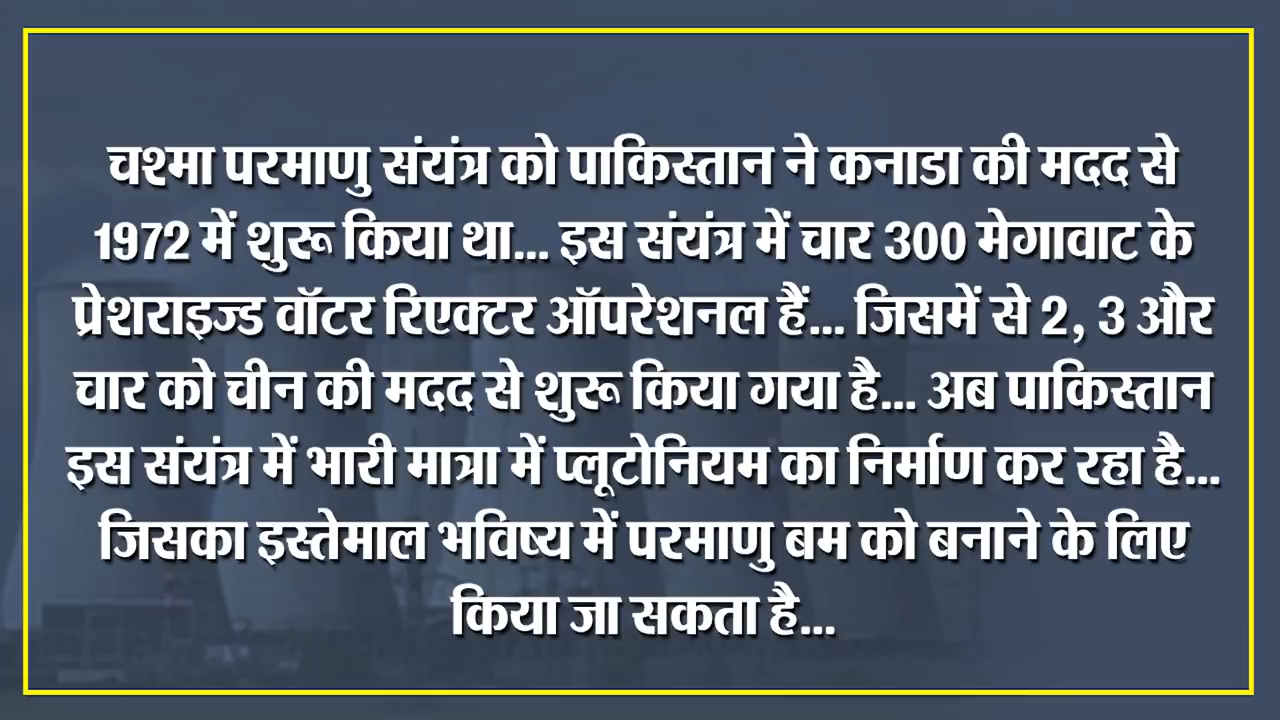 चश्मा परमाणु संयंत्र को पाकिस्तान ने कनाडा की मदद से
1972 में शुरू किया था... इस संयंत्र में चार 300 मेगावाट के
प्रेशराइज्ड वॉटर रिएक्टर ऑपरेशनल हैं... जिसमें से 2, 3 और
चार को चीन की मदद से शुरू किया गया है... अब पाकिस्तान
इस संयंत्र में भारी मात्रा में प्लूटोनियम का निर्माण कर रहा है...
जिसका इस्तेमाल भविष्य में परमाणु बम को बनाने के लिए
किया जा सकता है...